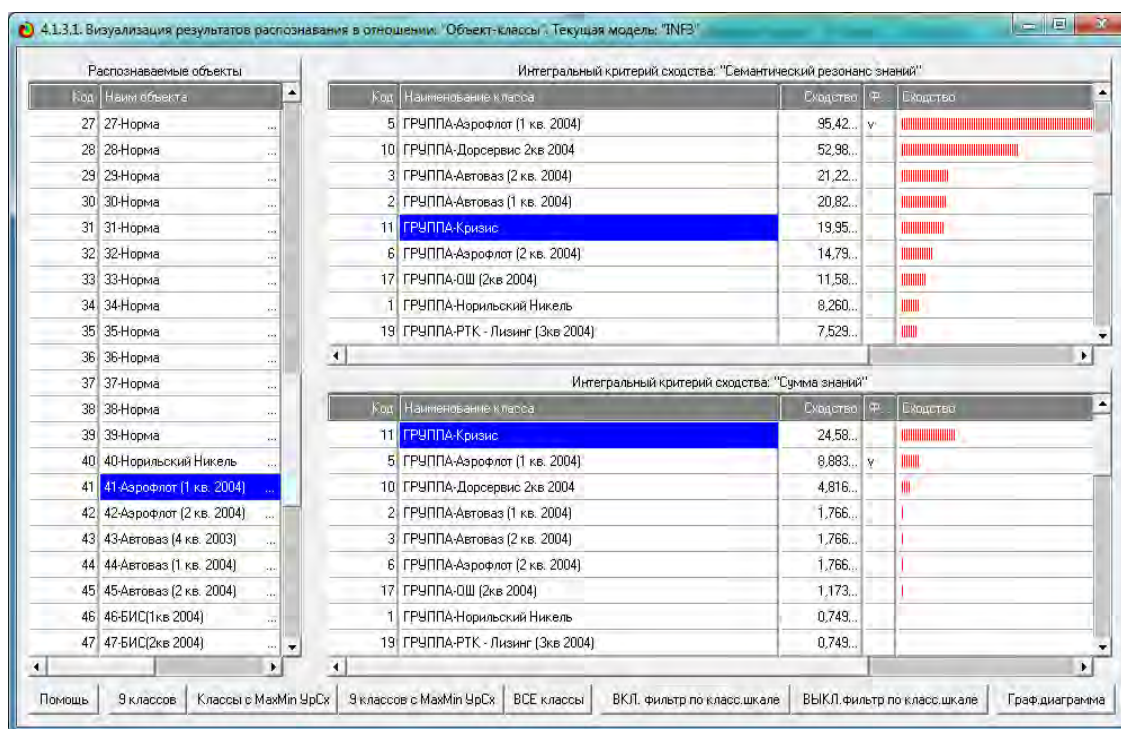 4.1.3.1. Визуализация результатов распознавания в отношении: "Объект-классы". Текущая модель: "INF3"
Распознаваемые объекты
Код Наим.объекта
27 27-Норма ...
28 28-Норма ...
29 29-Норма ...
30 30-Норма ...
31 31-Норма ...
32 32-Норма ...
33 33-Норма ...
34 34-Норма ...
35 35-Норма ...
36 36-Норма ...
37 37-Норма ...
38 38-Норма ...
39 39-Норма ...
40 40-Норильский Никель ...
41 41-Аэрофлот (1 кв. 2004) ...
42 42-Аэрофлот (2 кв. 2004) ...
43 43-Автоваз (4 кв. 2003) ...
44 44-Автоваз (1 кв. 2004) ...
45 45-Автоваз (2 кв. 2004) ...
46 46-БИС(1кв 2004) ...
47 47-БИС(2кв 2004) ...
Интегральный критерий сходства: "Семантический резонанс знаний"
Код Наименование класса Сходство Ф Сходство
5 ГРУППА-Аэрофлот (1 кв. 2004) 95,42... v
10 ГРУППА-Дорсервис 2кв 2004 52,98...
3 ГРУППА-Автоваз (2 кв. 2004) 21,22...
2 ГРУППА-Автоваз (1 кв. 2004) 20,82...
11 ГРУППА-Кризис 19,95...
6 ГРУППА-Аэрофлот (2 кв. 2004) 14,79...
17 ГРУППА-ОШ (2кв 2004) 11,58...
1 ГРУППА-Норильский Никель 8,260...
19 ГРУППА-РТК - Лизинг (3кв 2004) 7,529...
Интегральный критерий сходства: "Сумма знаний"
Код Наименование класса Сходство Ф Сходство
11 ГРУППА-Кризис 24,58...
5 ГРУППА-Аэрофлот (1 кв. 2004) 8,883... v
10 ГРУППА-Дорсервис 2кв 2004 4,816...
2 ГРУППА-Автоваз (1 кв. 2004) 1,766...
3 ГРУППА-Автоваз (2 кв. 2004) 1,766...
6 ГРУППА-Аэрофлот (2 кв. 2004) 1,766...
17 ГРУППА-ОШ (2кв 2004) 1,173...
1 ГРУППА-Норильский Никель 0,749...
19 ГРУППА-РТК - Лизинг (3кв 2004) 0,749...
Помощь 9 классов Классы с MaxMin УрСх 9 классов с MaxMin УрСх ВСЕ классы ВКЛ. фильтр по класс.шкале ВЫКЛ.фильтр по класс.шкале Граф.диаграмма